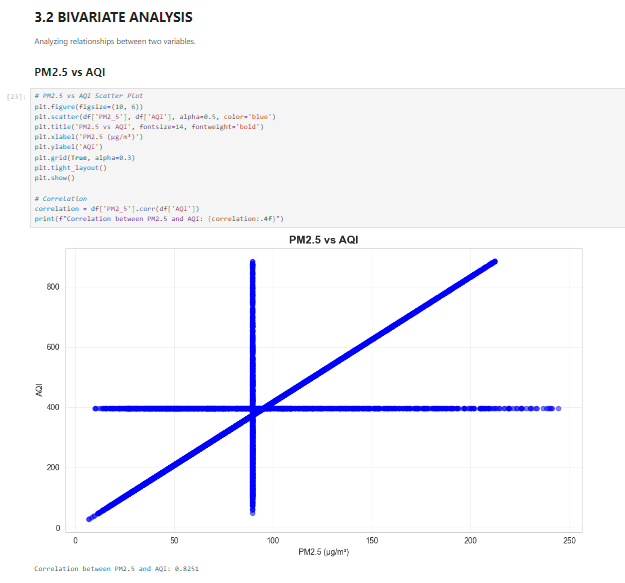 3.2 BIVARIATE ANALYSIS
Analyzing relationships between two variables.
PM2.5 vs AQI
[23]:
# PM2.5 vs AQI Scatter Plot
plt.figure(figsize=(10, 6))
plt.scatter(df['PM2_5'], df['AQI'], alpha=0.5, color='blue')
plt.title('PM2.5 vs AQI', fontsize=14, fontweight='bold')
plt.xlabel('PM2.5 (µg/m³)')
plt.ylabel('AQI')
plt.grid(True, alpha=0.3)
plt.tight_layout()
plt.show()
# Correlation
correlation = df['PM2_5'].corr(df['AQI'])
print(f"Correlation between PM2.5 and AQI: {correlation:.4f}")
PM2.5 vs AQI
800
600
400
200
0
AQI
0 50 100 150 200 250
PM2.5 (µg/m³)
Correlation between PM2.5 and AQI: 0.8251